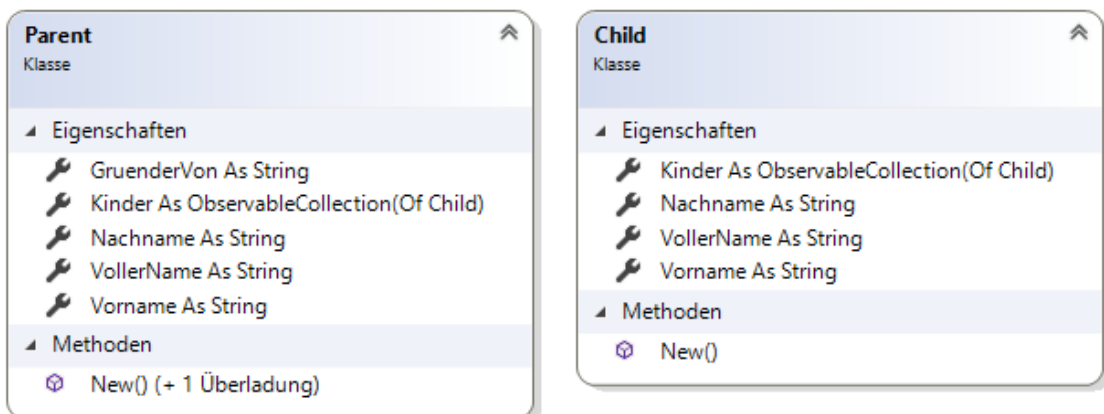 Parent
Klasse
Eigenschaften
GruenderVon As String
Kinder As ObservableCollection(Of Child)
Nachname As String
VollerName As String
Vorname As String
Methoden
New() (+ 1 Überladung)
Child
Klasse
Eigenschaften
Kinder As ObservableCollection(Of Child)
Nachname As String
VollerName As String
Vorname As String
Methoden
New()